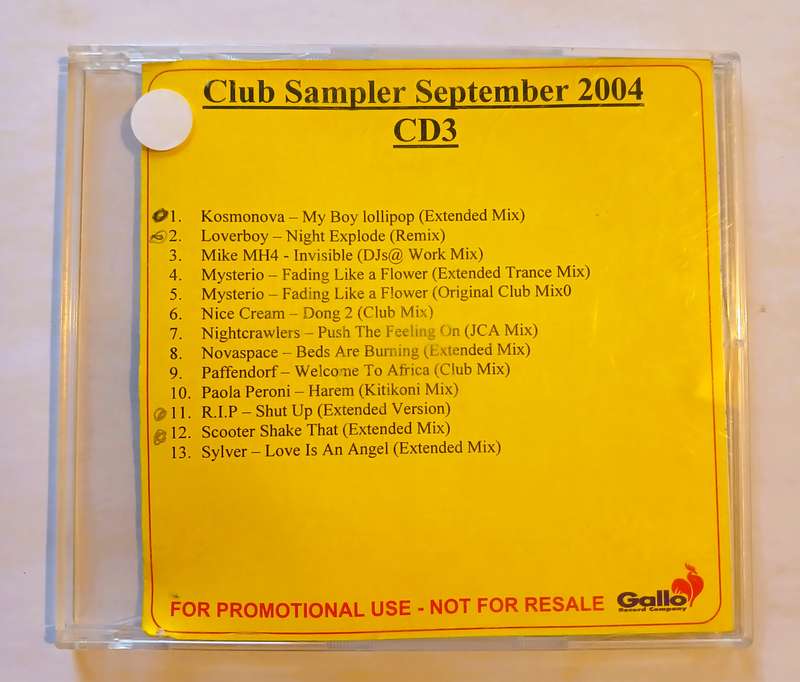 Club Sampler September 2004
CD3
1. Kosmonova – My Boy lollipop (Extended Mix)
2. Loverboy – Night Explode (Remix)
3. Mike MH4 - Invisible (DJs@ Work Mix)
4. Mysterio – Fading Like a Flower (Extended Trance Mix)
5. Mysterio – Fading Like a Flower (Original Club Mix0
6. Nice Cream – Dong 2 (Club Mix)
7. Nightcrawlers – Push The Feeling On (JCA Mix)
8. Novaspace – Beds Are Burning (Extended Mix)
9. Paffendorf – Welcome To Africa (Club Mix)
10. Paola Peroni – Harem (Kitikoni Mix)
11. R.I.P – Shut Up (Extended Version)
12. Scooter Shake That (Extended Mix)
13. Sylver – Love Is An Angel (Extended Mix)
FOR PROMOTIONAL USE - NOT FOR RESALE
Gallo
Record Company